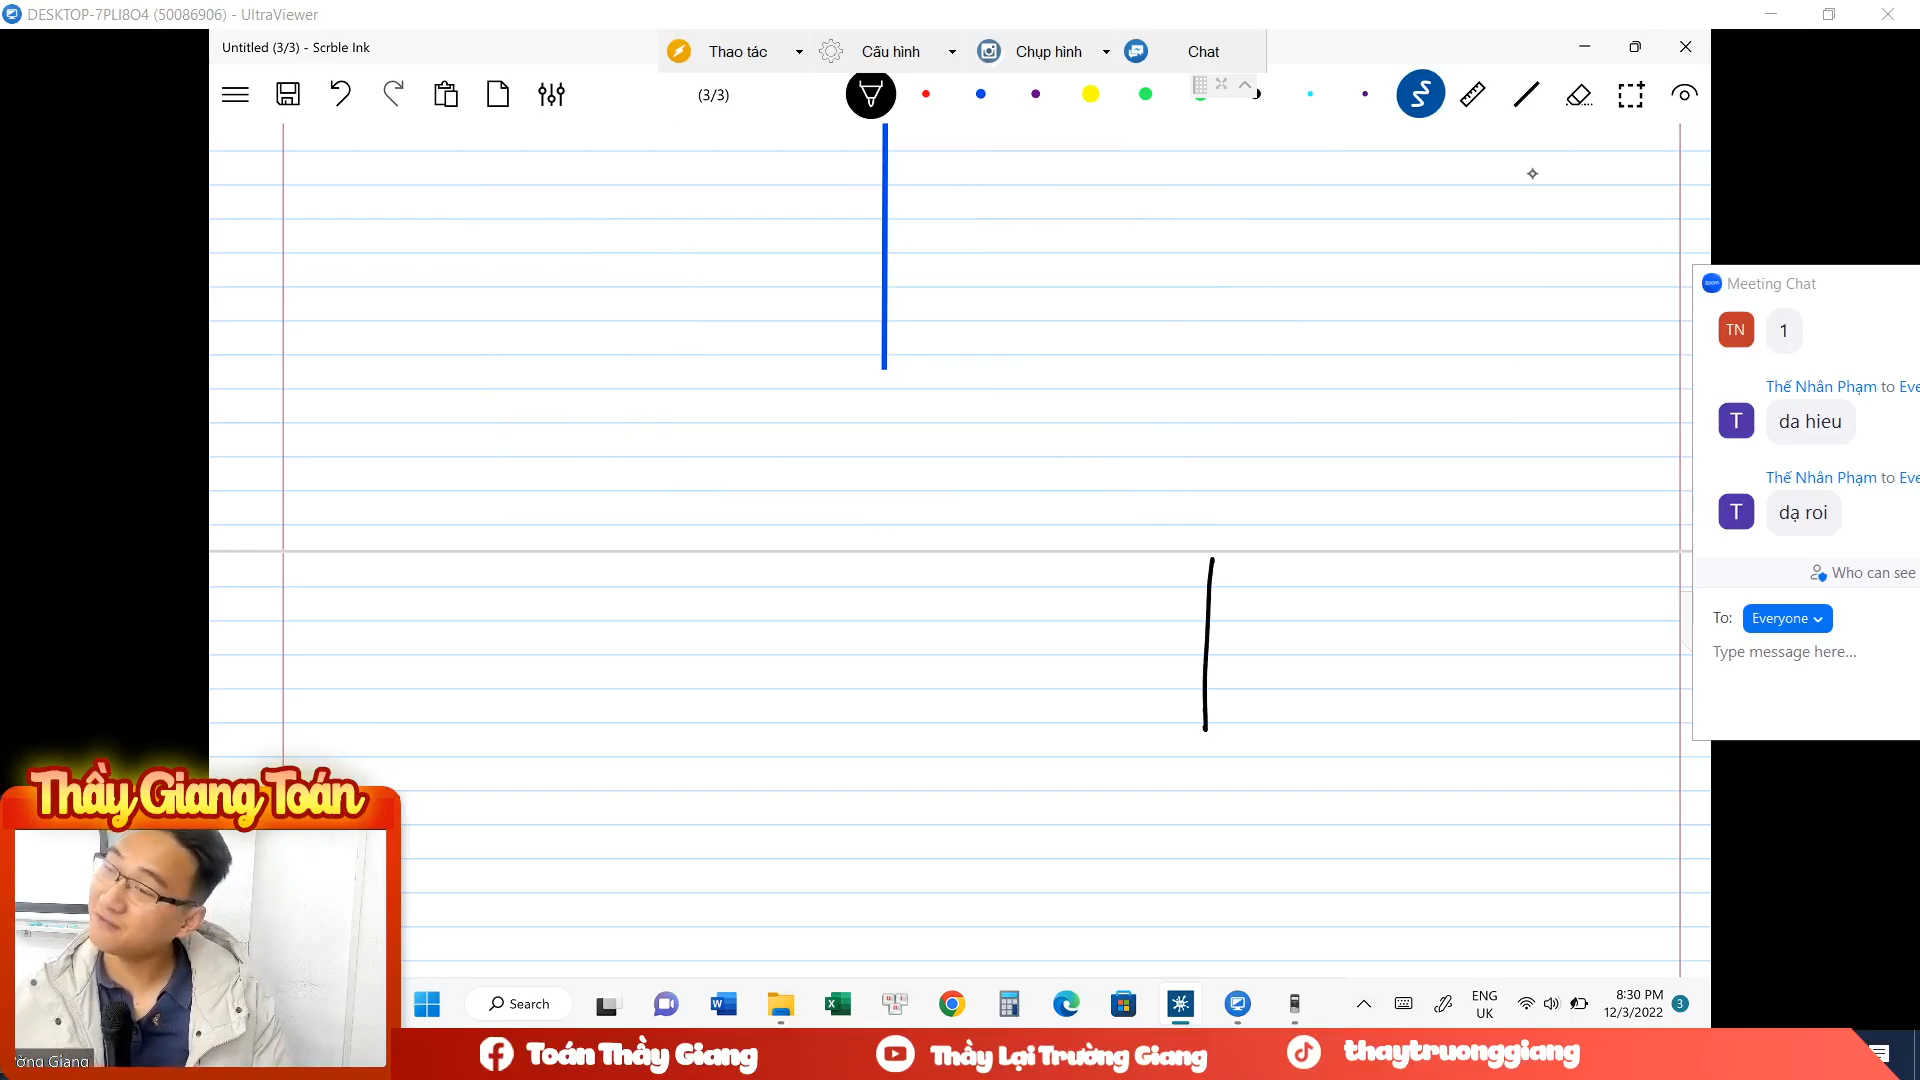 DESKTOP-7PLI8O4 (50086906) - UltraViewer
Untitled (3/3) - Scrble Ink
Thao tác
Cấu hình
Chụp hình
Chat
(3/3)
Meeting Chat
TN
1
Thế Nhân Phạm to Eve
T
da hieu
Thế Nhân Phạm to Eve
T
dạ roi
Who can see
To: Everyone
Type message here...
Thầy Giang Toán
ờng Giang
Search
ENG
UK
8:30 PM
12/3/2022
3
Toán Thầy Giang
Thầy Lại Trường Giang
thaytruonggiang